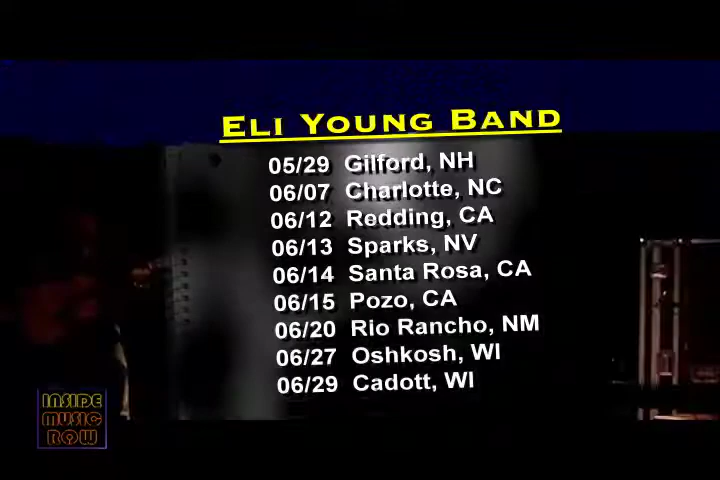 ELI YOUNG BAND
05/29 Gilford, NH
06/07 Charlotte, NC
06/12 Redding, CA
06/13 Sparks, NV
06/14 Santa Rosa, CA
06/15 Pozo, CA
06/20 Rio Rancho, NM
06/27 Oshkosh, WI
06/29 Cadott, WI
INSIDE
MUSIC
ROW